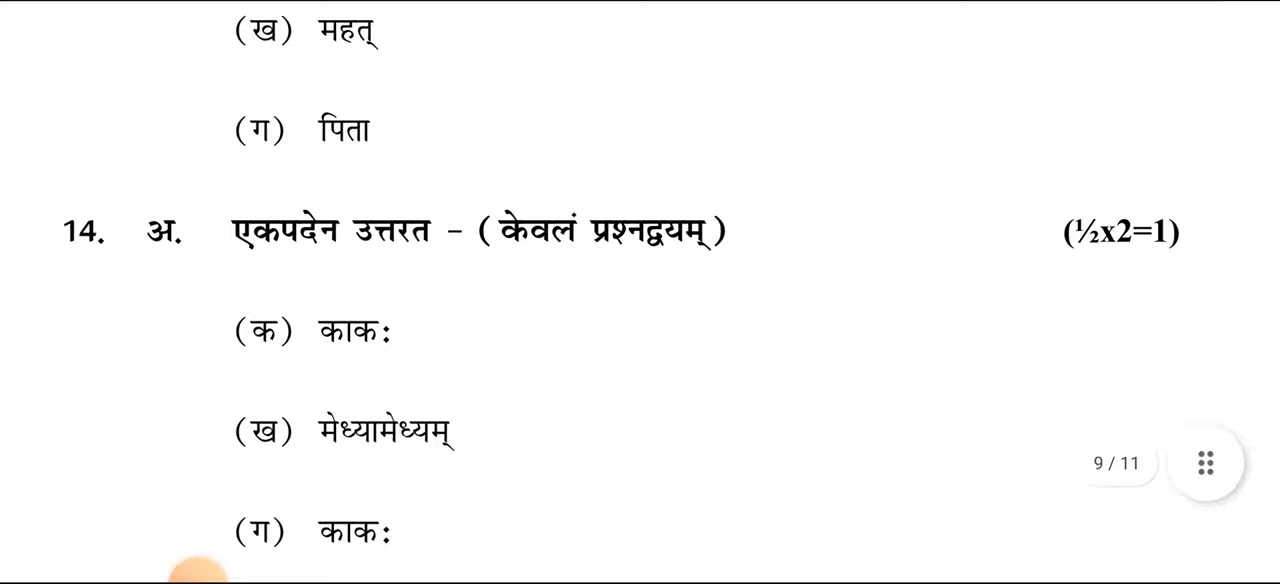 (ख) महत्
(ग) पिता
14. अ. एकपदेन उत्तरत - (केवलं प्रश्नद्वयम्) (½x2=1)
(क) काक:
(ख) मेध्यामेध्यम्
9 / 11
(ग) काक: